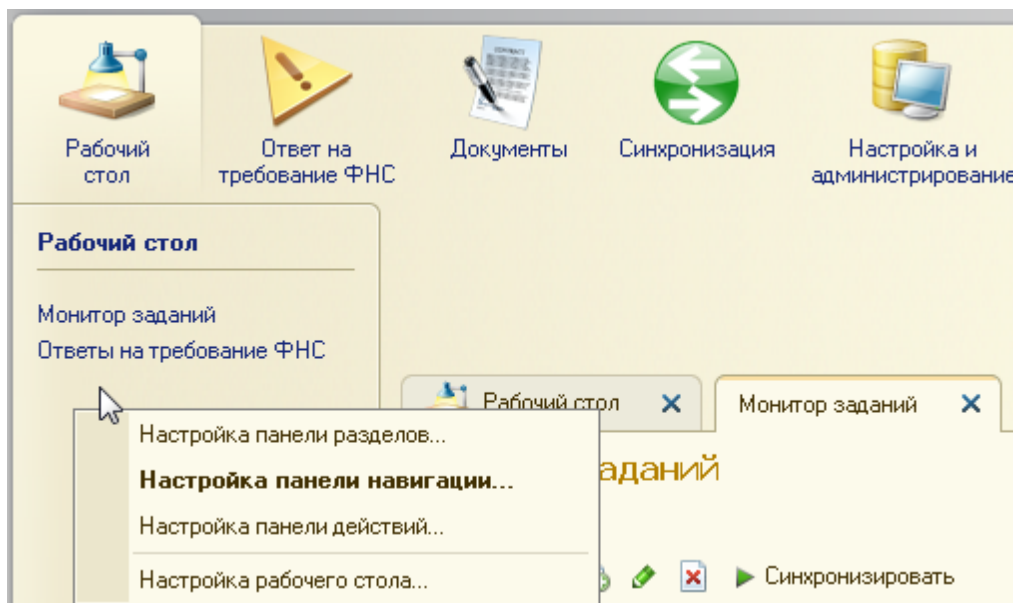 Рабочий
стол
Ответ на
требование ФНС
Документы
Синхронизация
Настройка и
администрирование
Рабочий стол
Монитор заданий
Ответы на требование ФНС
Рабочий стол
Монитор заданий
аданий
Настройка панели разделов...
Настройка панели навигации...
Настройка панели действий...
Настройка рабочего стола...
Синхронизировать